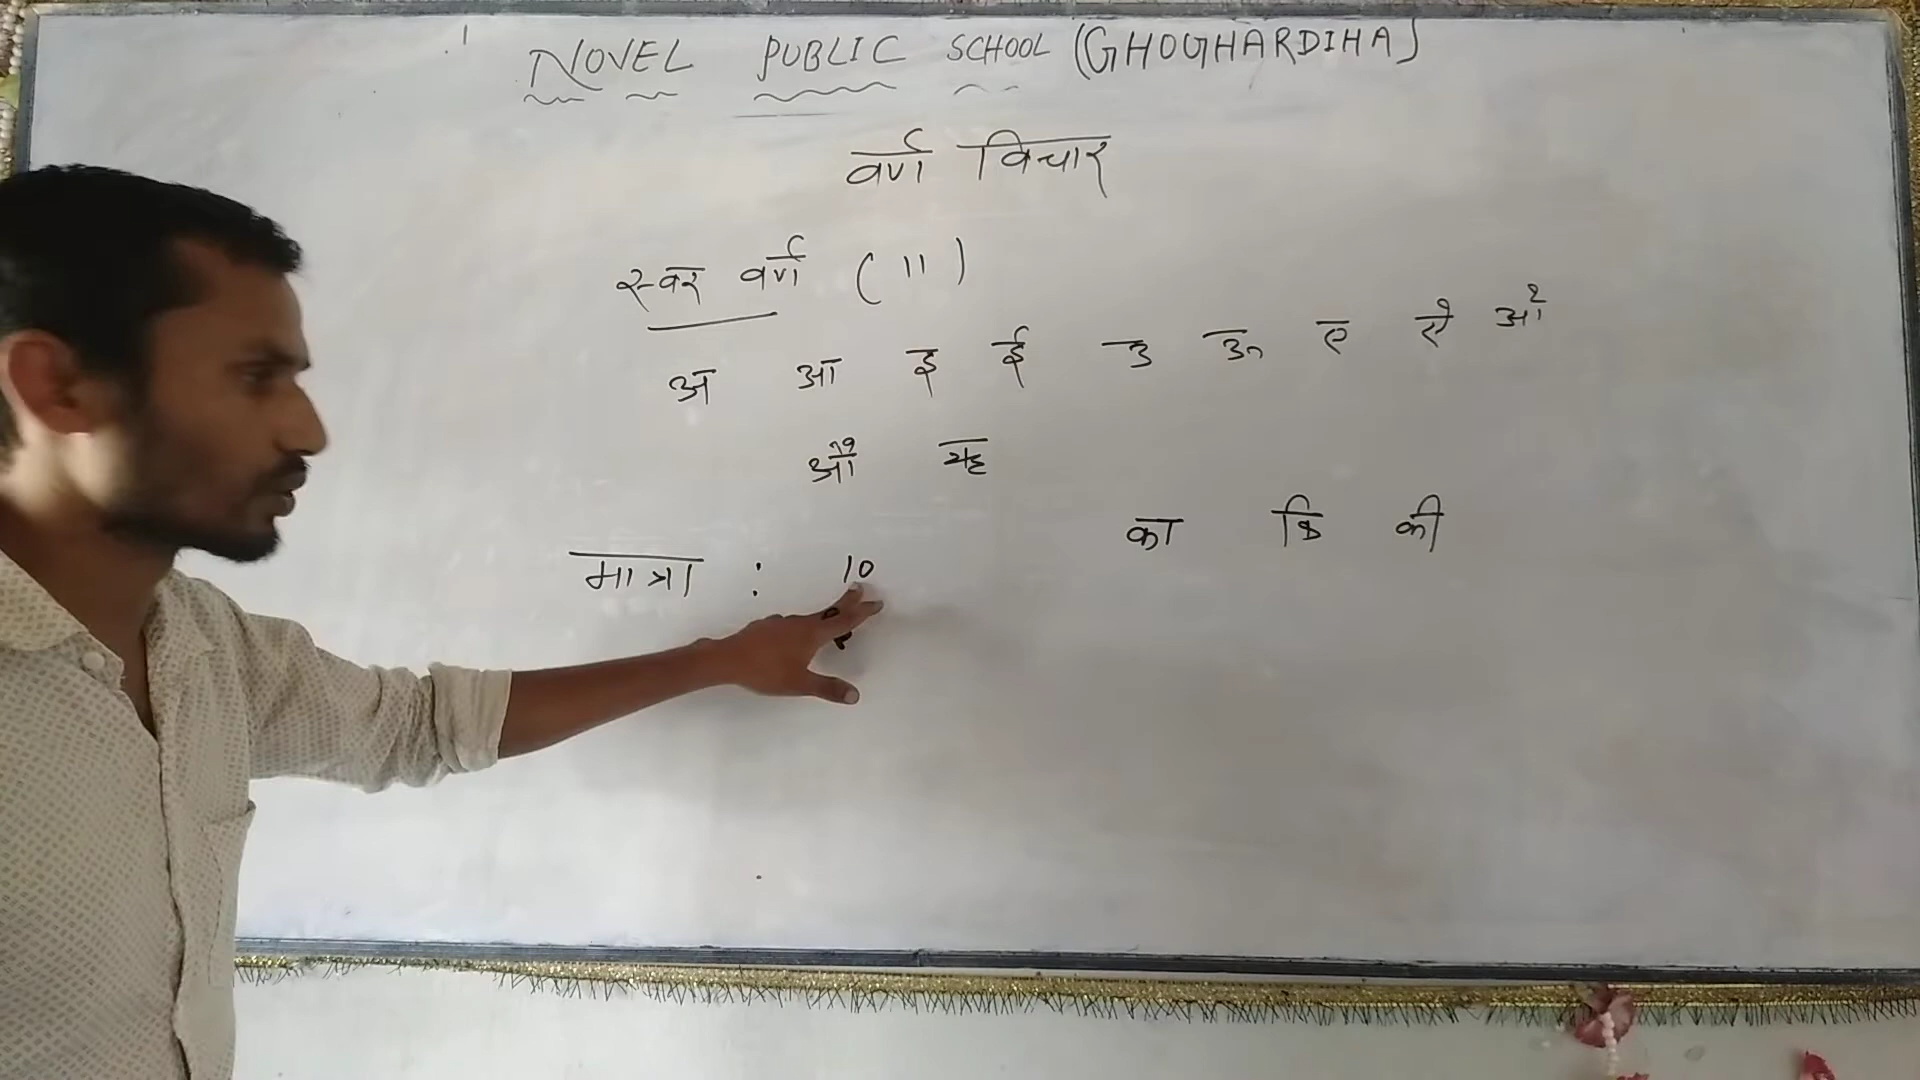 NOVEL PUBLIC SCHOOL (GHOGHARDIHA)
वर्ण विचार
स्वर वर्ण (11)
अ आ इ ई उ ऊ ए ऐ ओ
औ ऋ
का कि की
मात्रा : 10